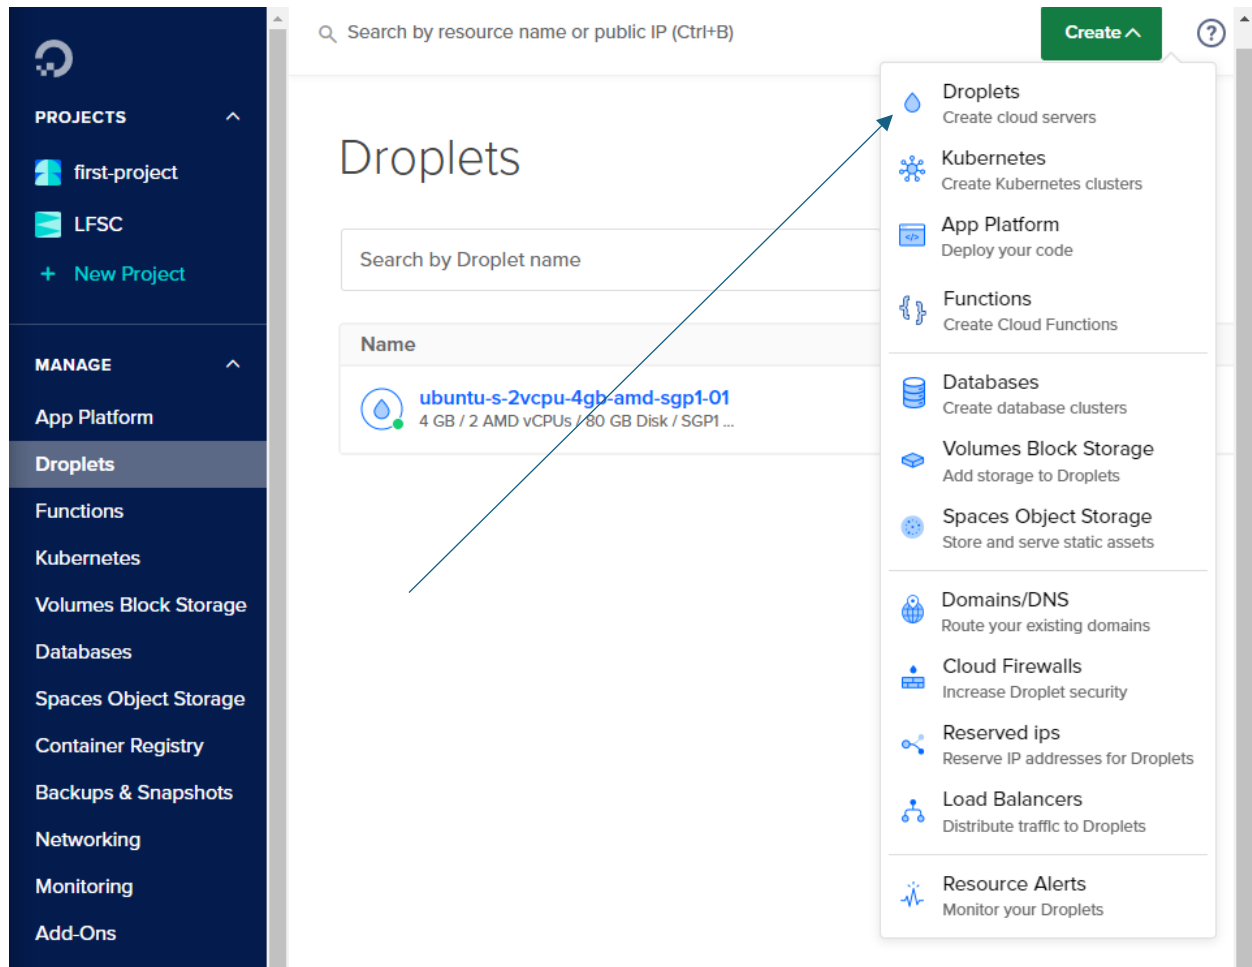 Search by resource name or public IP (Ctrl+B)
Create
?
PROJECTS
first-project
LFSC
+ New Project
MANAGE
App Platform
Droplets
Functions
Kubernetes
Volumes Block Storage
Databases
Spaces Object Storage
Container Registry
Backups & Snapshots
Networking
Monitoring
Add-Ons
Droplets
Search by Droplet name
Name
ubuntu-s-2vcpu-4gb-amd-sgp1-01
4 GB / 2 AMD vCPUs / 80 GB Disk / SGP1 ...
Droplets
Create cloud servers
Kubernetes
Create Kubernetes clusters
App Platform
Deploy your code
Functions
Create Cloud Functions
Databases
Create database clusters
Volumes Block Storage
Add storage to Droplets
Spaces Object Storage
Store and serve static assets
Domains/DNS
Route your existing domains
Cloud Firewalls
Increase Droplet security
Reserved ips
Reserve IP addresses for Droplets
Load Balancers
Distribute traffic to Droplets
Resource Alerts
Monitor your Droplets